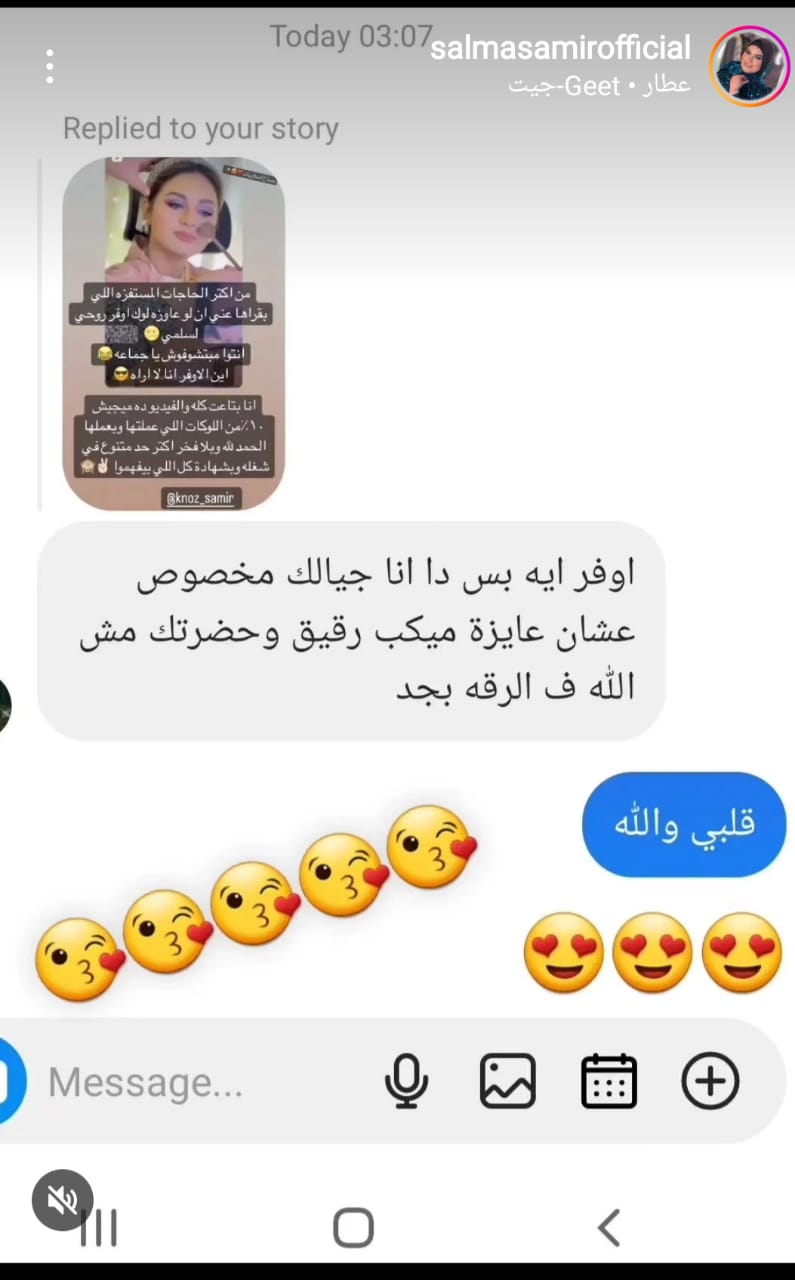 Today 03:07
salmasamirofficial
عطار • Geet-جيت
Replied to your story
من اكتر الحاجات المستفزه اللي
بقراها عني ان لو عاوزه لوك اوفر روحي
لسلمي
انتوا مبتشوفوش يا جماعه😂
اين الاوفر انا لا اراه😎
انا بتاعت كله والفيديو ده ميجيش
١٠٪ من اللوكات اللي عملتها وبعملها
الحمد لله وبلا فخر اكتر حد متنوع في
شغله وبشهادة كل اللي بيفهموا ✌🏻🙈
@knoz_samir
اوفر ايه بس دا انا جيالك مخصوص
عشان عايزة ميكب رقيق وحضرتك مش
الله ف الرقه بجد
قلبي والله
😘😘😘😘😘
😍😍😍
Message...